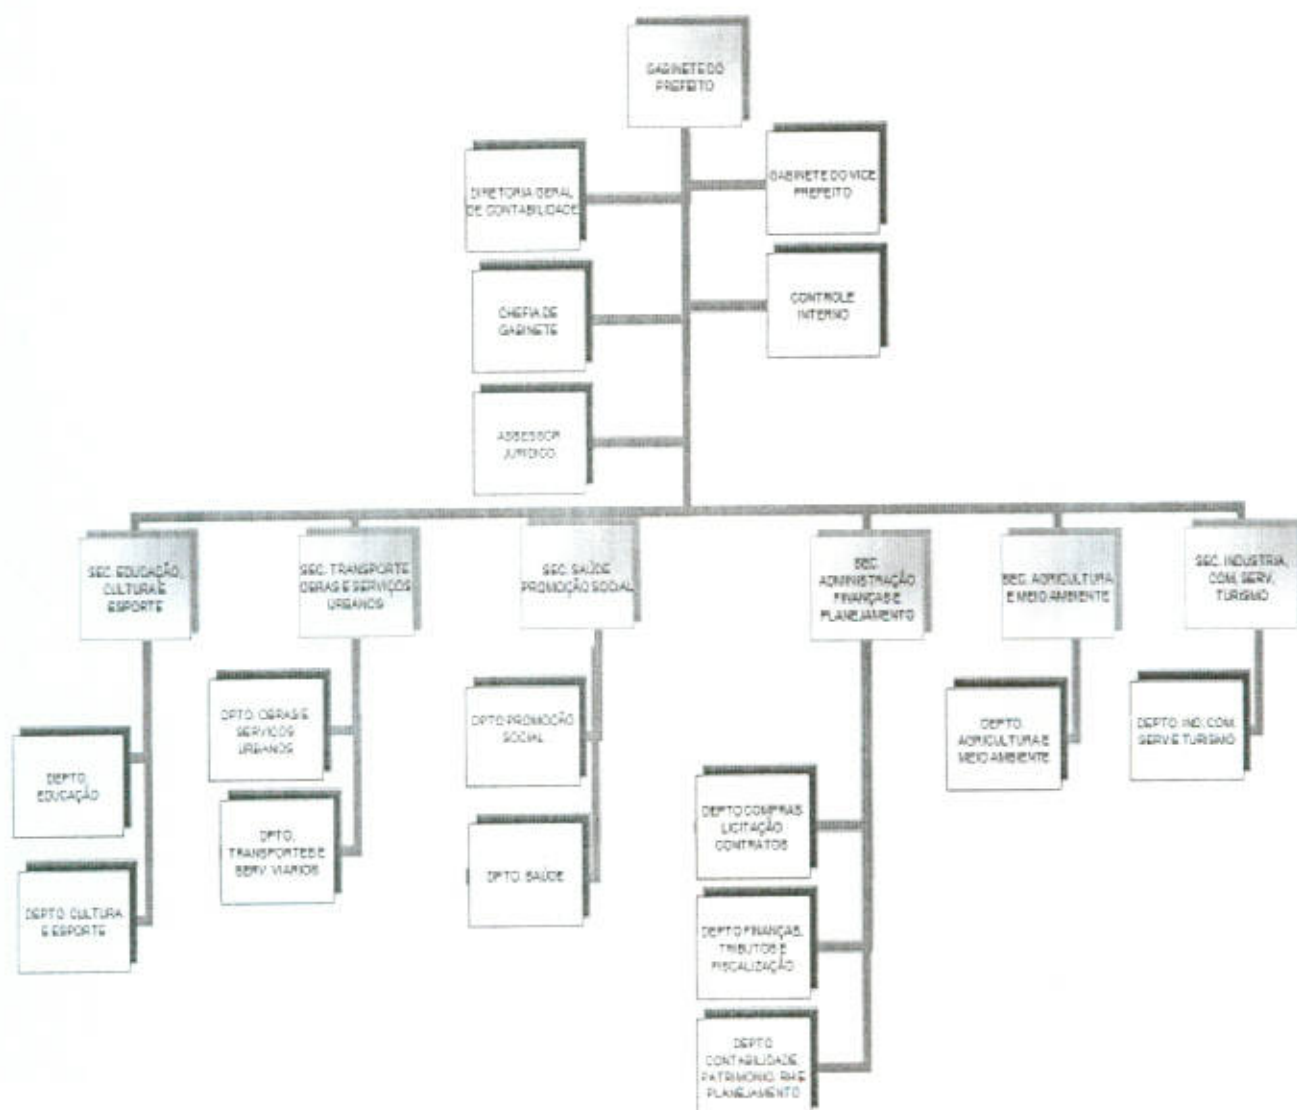 GABINETE DO
PREFEITO
DIRETORIA GERAL
DE CONTABILIDADE
GABINETE DO VICE
PREFEITO
CHEFIA DE
GABINETE
CONTROLE
INTERNO
ASSESSOR
JURIDICO
SEC. EDUCAÇÃO,
CULTURA E
ESPORTE
SEC. TRANSPORTE
OBRAS E SERVIÇOS
URBANOS
SEC. SAÚDE
PROMOÇÃO SOCIAL
SEC.
ADMINISTRAÇÃO
FINANÇAS E
PLANEJAMENTO
SEC. AGRICULTURA
E MEIO AMBIENTE
SEC. INDUSTRIA,
COM. SERV,
TURISMO
DEPTO,
EDUCAÇÃO
DEPTO. CULTURA
E ESPORTE
DPTO. OBRAS E
SERVICOS
URBANOS
DPTO,
TRANSPORTES E
SERV. VIARIOS
DPTO PROMOÇÃO
SOCIAL
DPTO. SAÚDE
DEPTO COMPRAS
LICITAÇÃO
CONTRATOS
DEPTO FINANÇAS,
TRIBUTOS E
FISCALIZAÇÃO
DEPTO
CONTABILIDADE,
PATRIMONIO, RH E
PLANEJAMENTO
DEPTO.
AGRICULTURA E
MEIO AMBIENTE
DEPTO. IND. COM.
SERV E TURISMO